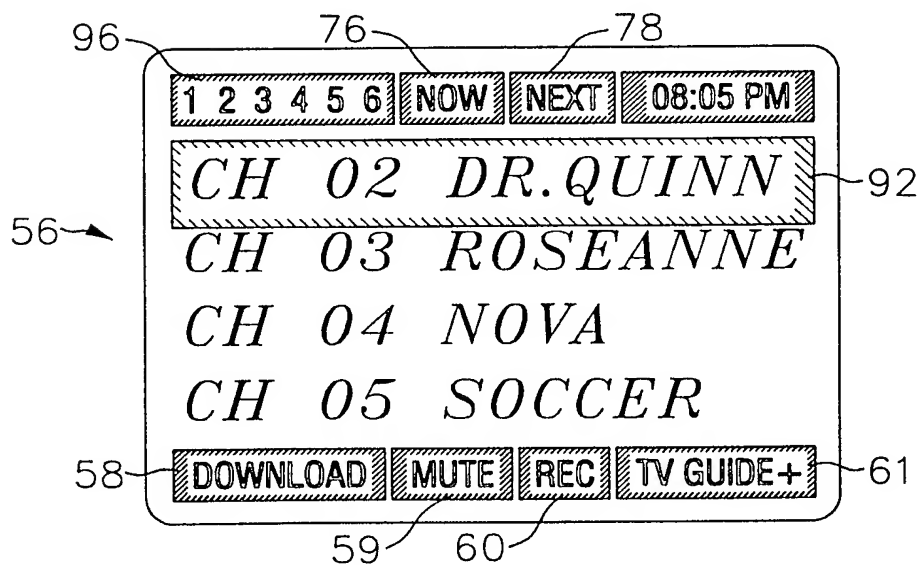 96 76 78
1 2 3 4 5 6 NOW NEXT 08:05 PM
CH 02 DR.QUINN 92
56 CH 03 ROSEANNE
CH 04 NOVA
CH 05 SOCCER
58 DOWNLOAD MUTE REC TV GUIDE+ 61
59 60